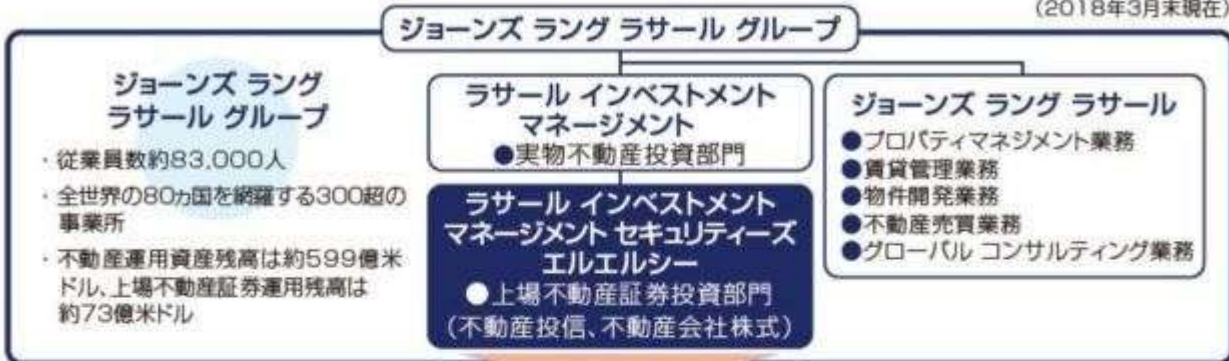 (2018年3月末現在)
ジョーンズ ラング ラサール グループ
ジョーンズ ラング
ラサール グループ
・従業員数約83,000人
・全世界の80ヵ国を網羅する300超の
事業所
・不動産運用資産残高は約599億米
ドル、上場不動産証券運用残高は
約73億米ドル
ラサール インベストメント
マネージメント
●実物不動産投資部門
ラサール インベストメント
マネージメント セキュリティーズ
エルエルシー
●上場不動産証券投資部門
(不動産投信、不動産会社株式)
ジョーンズ ラング ラサール
●プロパティマネジメント業務
●賃貸管理業務
●物件開発業務
●不動産売買業務
●グローバル コンサルティング業務